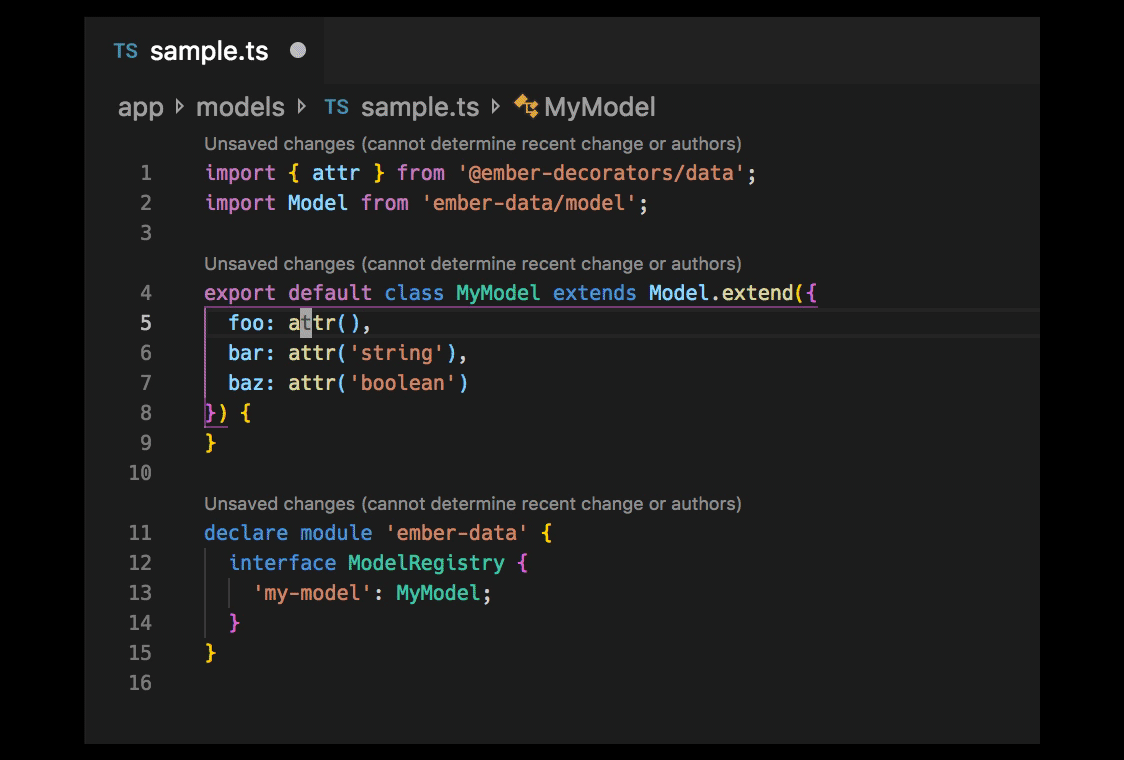 TS sample.ts
app models TS sample.ts MyModel
Unsaved changes (cannot determine recent change or authors)
1 import { attr } from '@ember-decorators/data';
2 import Model from 'ember-data/model';
3
Unsaved changes (cannot determine recent change or authors)
4 export default class MyModel extends Model.extend({
5   foo: attr(),
6   bar: attr('string'),
7   baz: attr('boolean')
8 }) {
9 }
10
Unsaved changes (cannot determine recent change or authors)
11 declare module 'ember-data' {
12   interface ModelRegistry {
13     'my-model': MyModel;
14   }
15 }
16